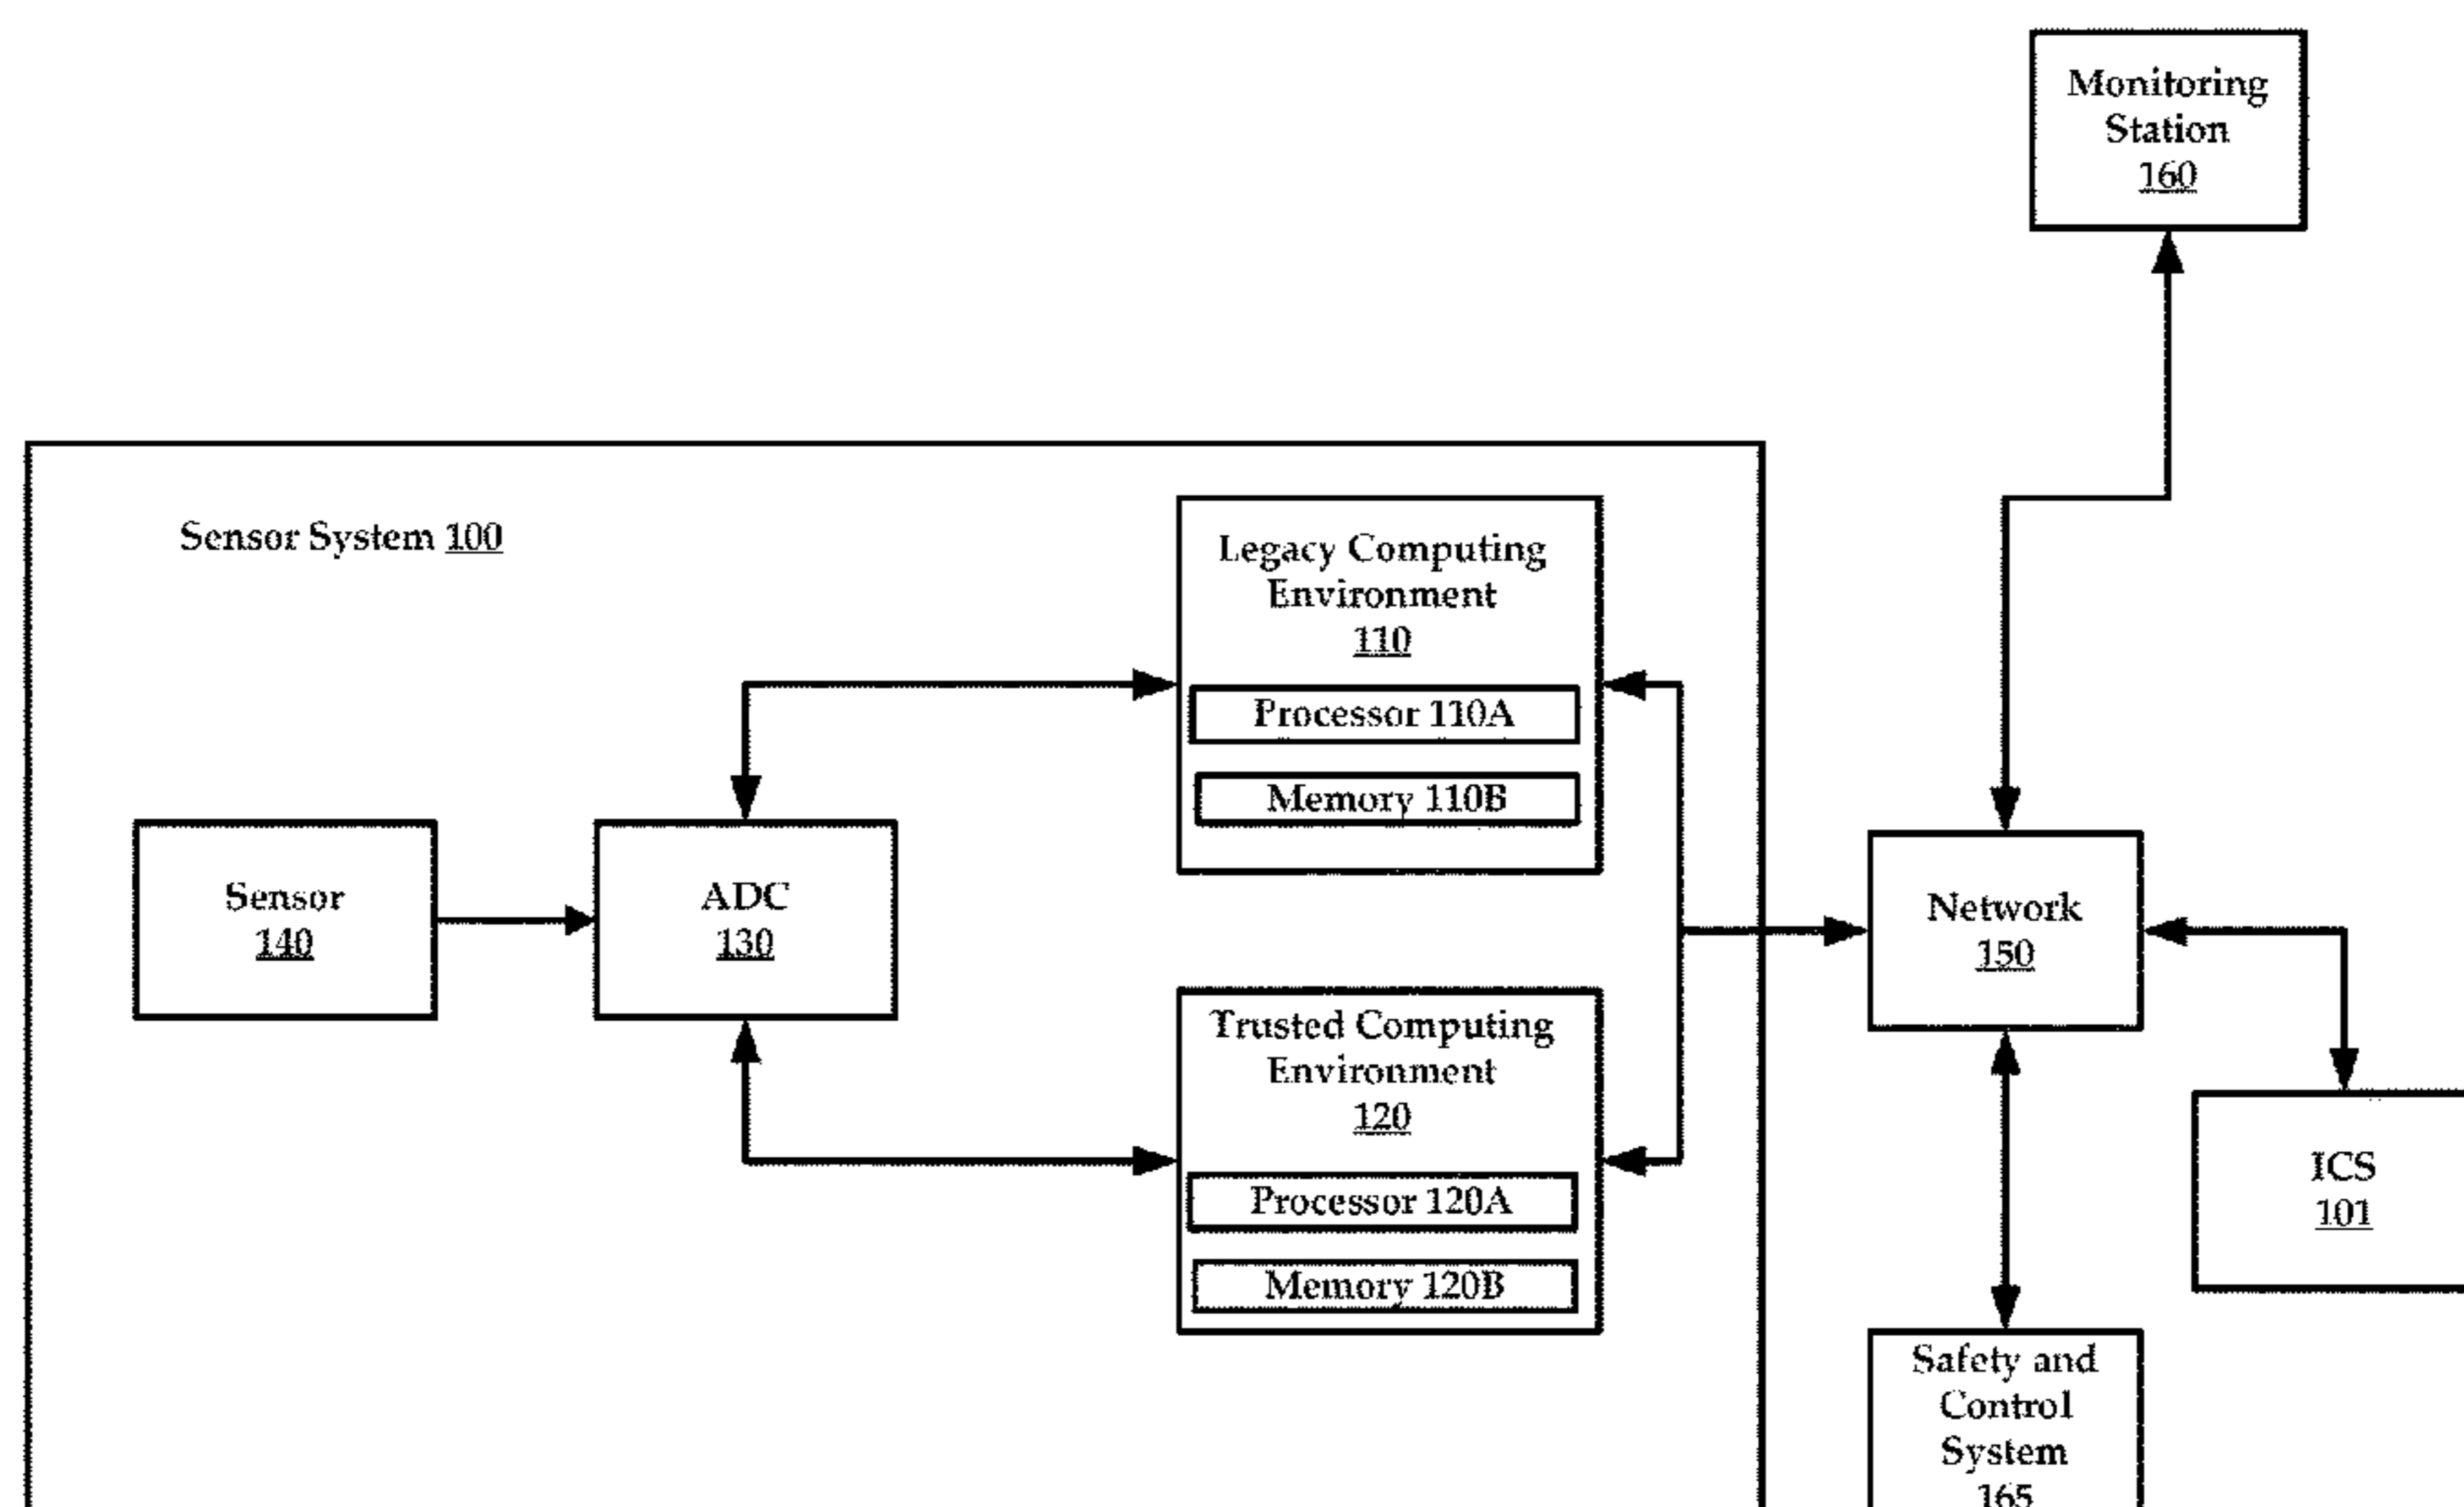 Monitoring
Station
160
Sensor System 100
Legacy Computing
Environment
110
Processor 110A
Memory 110B
Sensor
140
ADC
130
Network
150
Trusted Computing
Environment
120
Processor 120A
Memory 120B
ICS
101
Safety and
Control
System
165